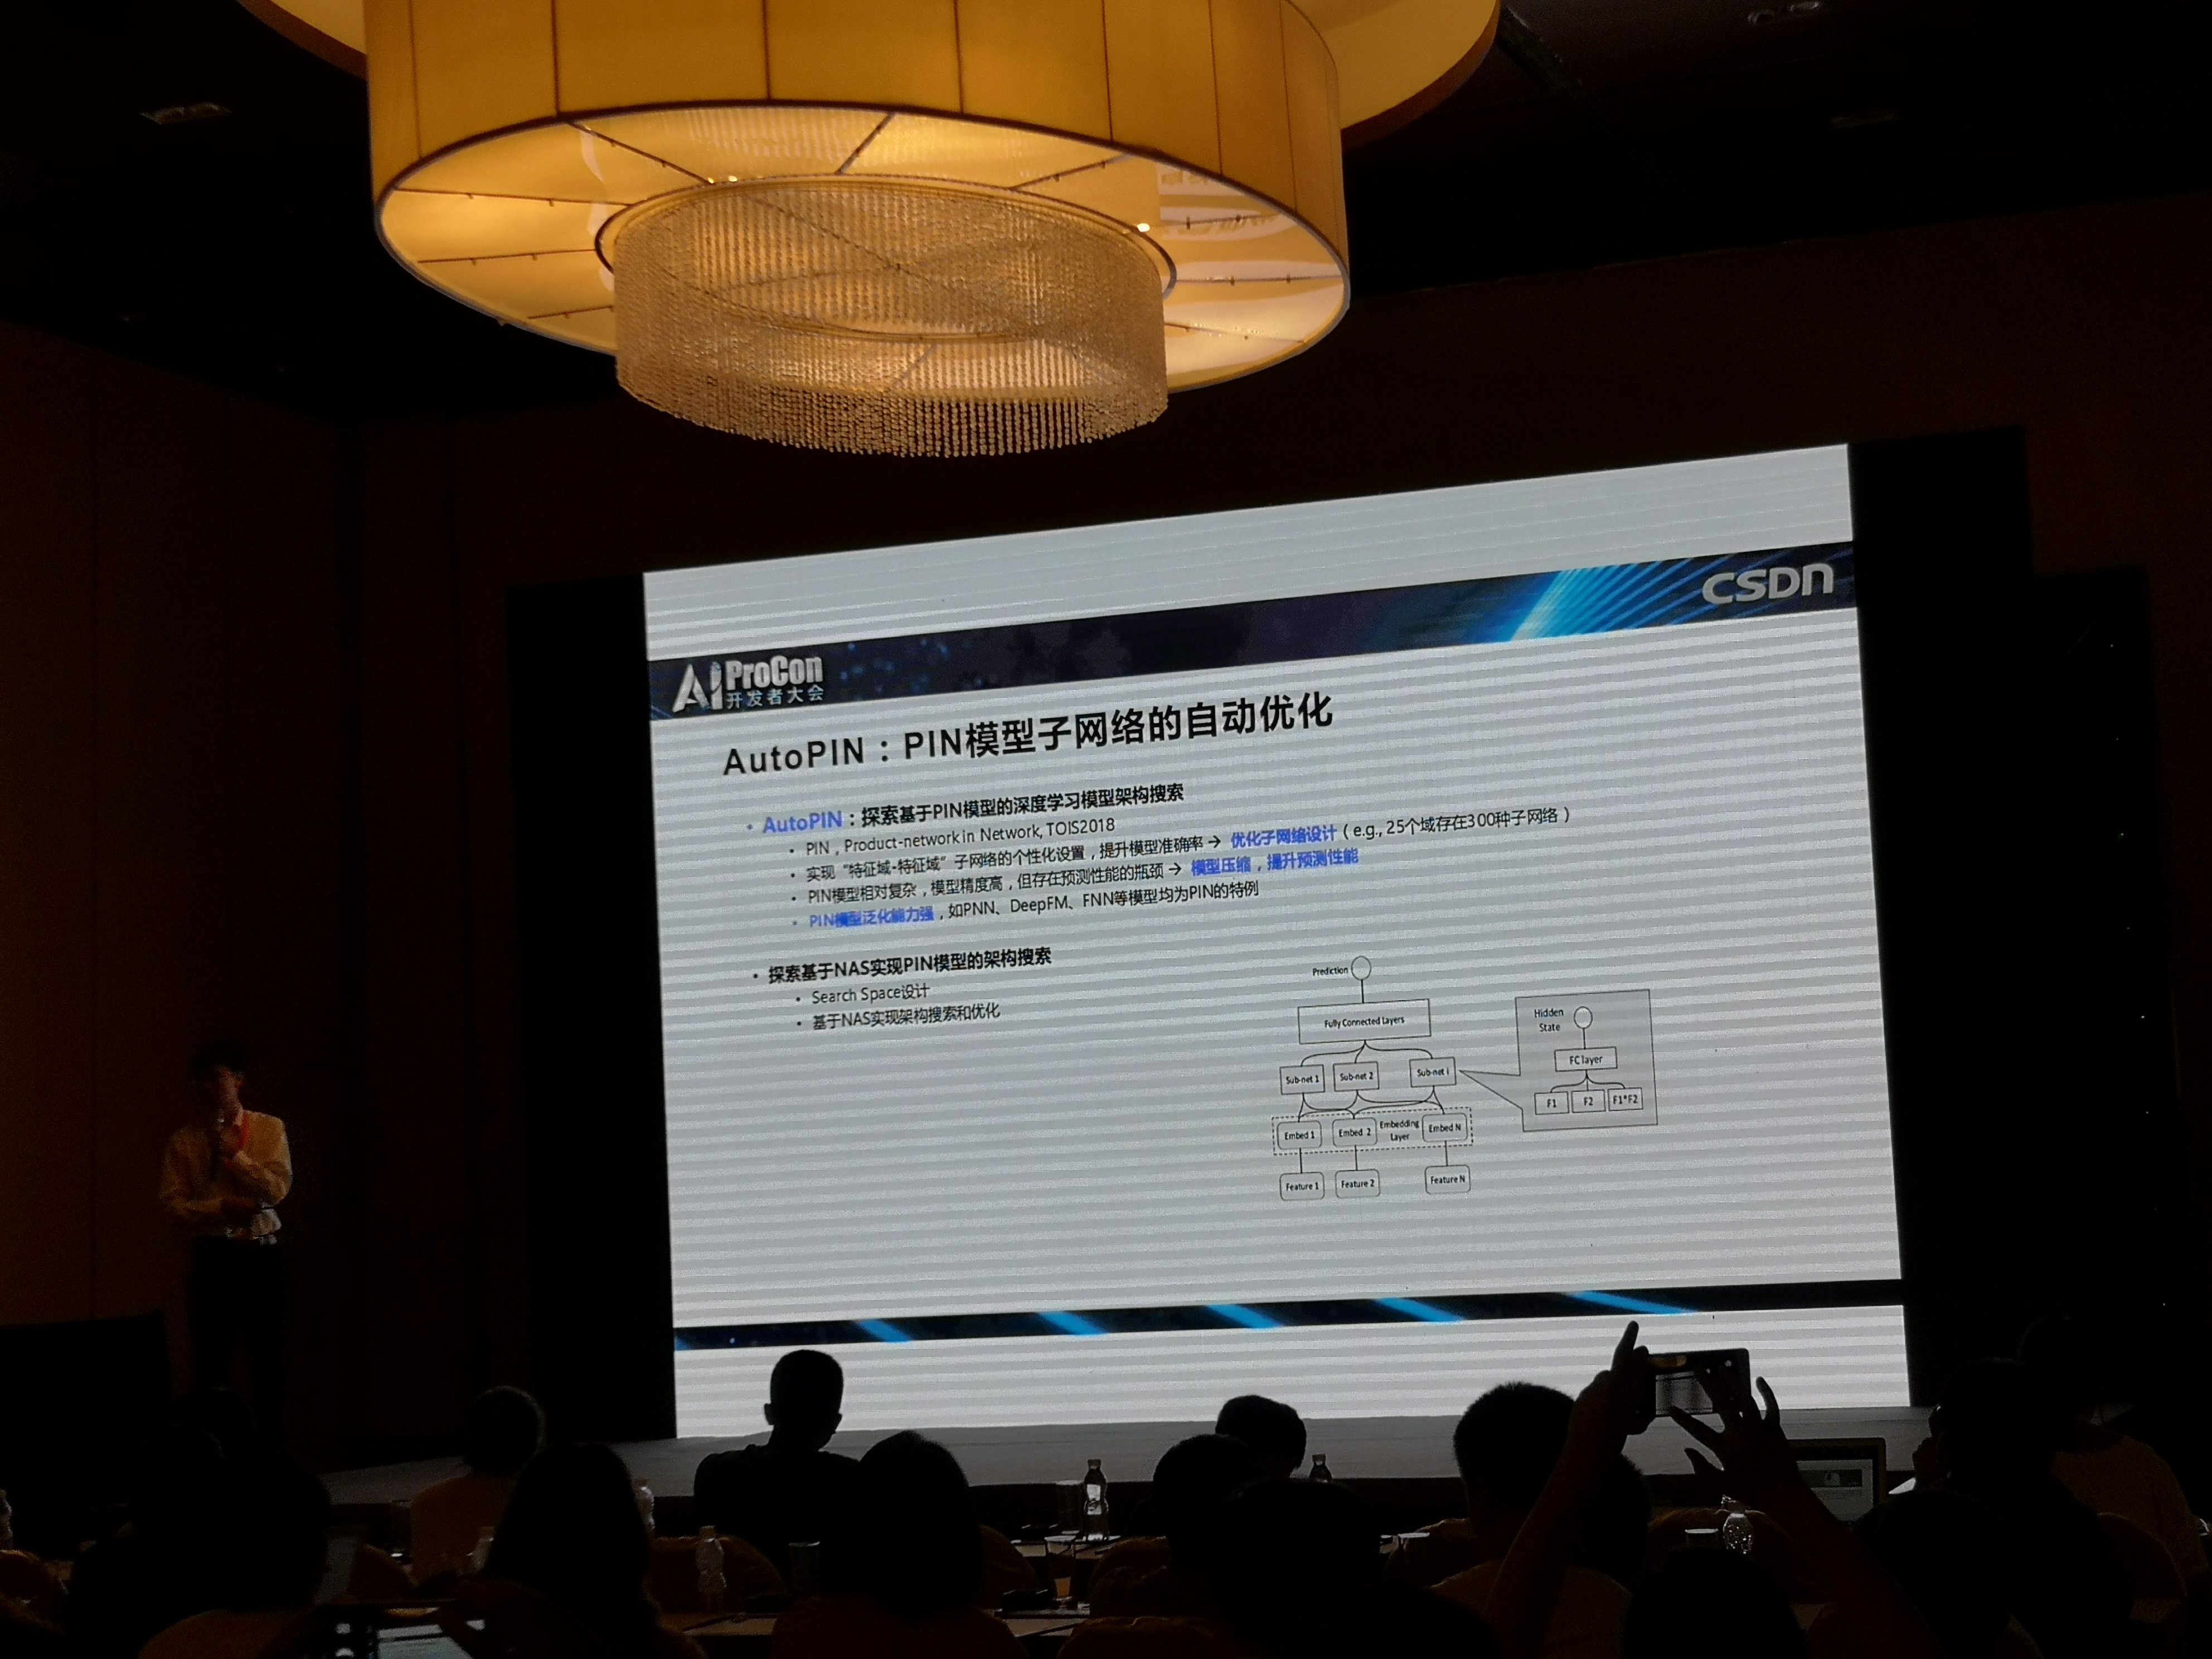 CSDN
AI ProCon
开发者大会
AutoPIN：PIN模型子网络的自动优化
• AutoPIN：探索基于PIN模型的深度学习模型架构搜索
• PIN，Product-network in Network, TOIS2018
• 实现“特征域-特征域”子网络的个性化设置，提升模型准确率 → 优化子网络设计（e.g., 25个域存在300种子网络）
• PIN模型相对复杂，模型精度高，但存在预测性能的瓶颈 → 模型压缩，提升预测性能
• PIN模型泛化能力强，如PNN、DeepFM、FNN等模型均为PIN的特例
• 探索基于NAS实现PIN模型的架构搜索
• Search Space设计
• 基于NAS实现架构搜索和优化
Prediction
Fully Connected Layers
Sub-net 1
Sub-net 2
Sub-net i
Embed 1
Embed 2
Embedding
Layer
Embed N
Feature 1
Feature 2
Feature N
Hidden
State
FC layer
F1
F2
F1*F2